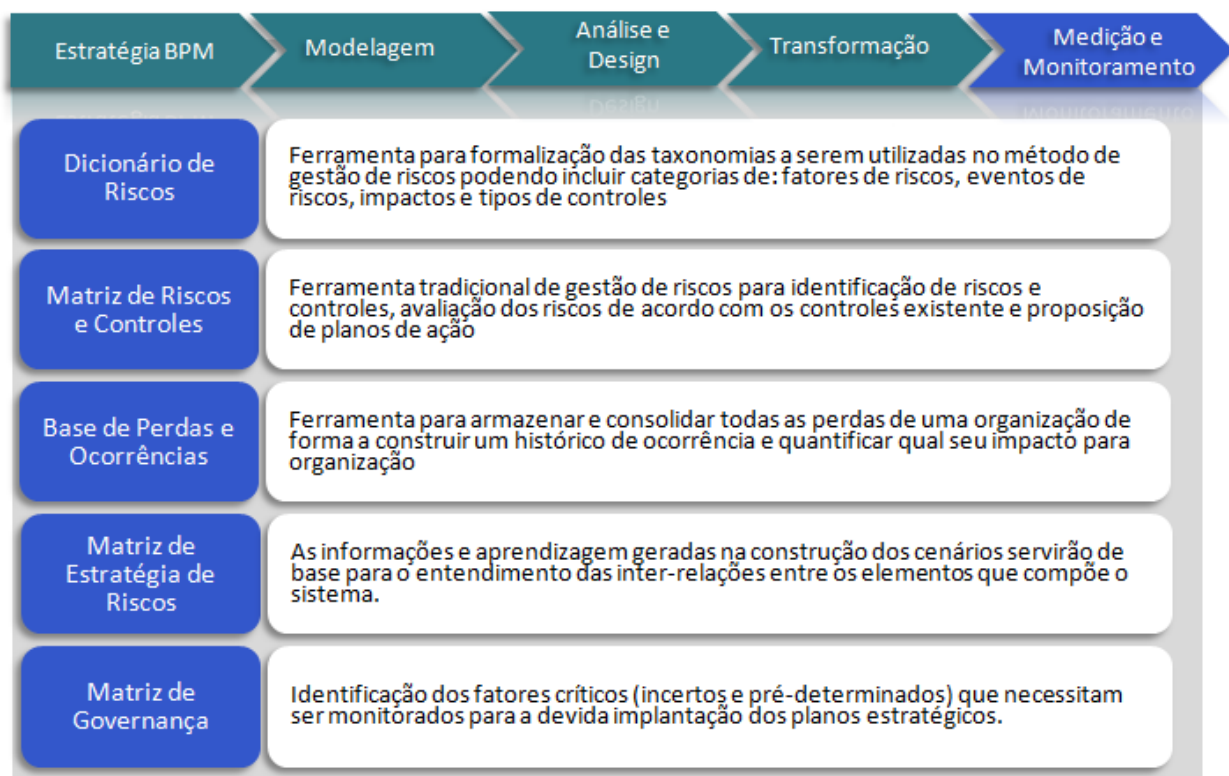 Estratégia BPM
Modelagem
Análise e
Design
Transformação
Medição e
Monitoramento
Dicionário de
Riscos
Ferramenta para formalização das taxonomias a serem utilizadas no método de
gestão de riscos podendo incluir categorias de: fatores de riscos, eventos de
riscos, impactos e tipos de controles
Matriz de Riscos
e Controles
Ferramenta tradicional de gestão de riscos para identificação de riscos e
controles, avaliação dos riscos de acordo com os controles existente e proposição
de planos de ação
Base de Perdas e
Ocorrências
Ferramenta para armazenar e consolidar todas as perdas de uma organização de
forma a construir um histórico de ocorrência e quantificar qual seu impacto para
organização
Matriz de
Estratégia de
Riscos
As informações e aprendizagem geradas na construção dos cenários servirão de
base para o entendimento das inter-relações entre os elementos que compõe o
sistema.
Matriz de
Governança
Identificação dos fatores críticos (incertos e pré-determinados) que necessitam
ser monitorados para a devida implantação dos planos estratégicos.